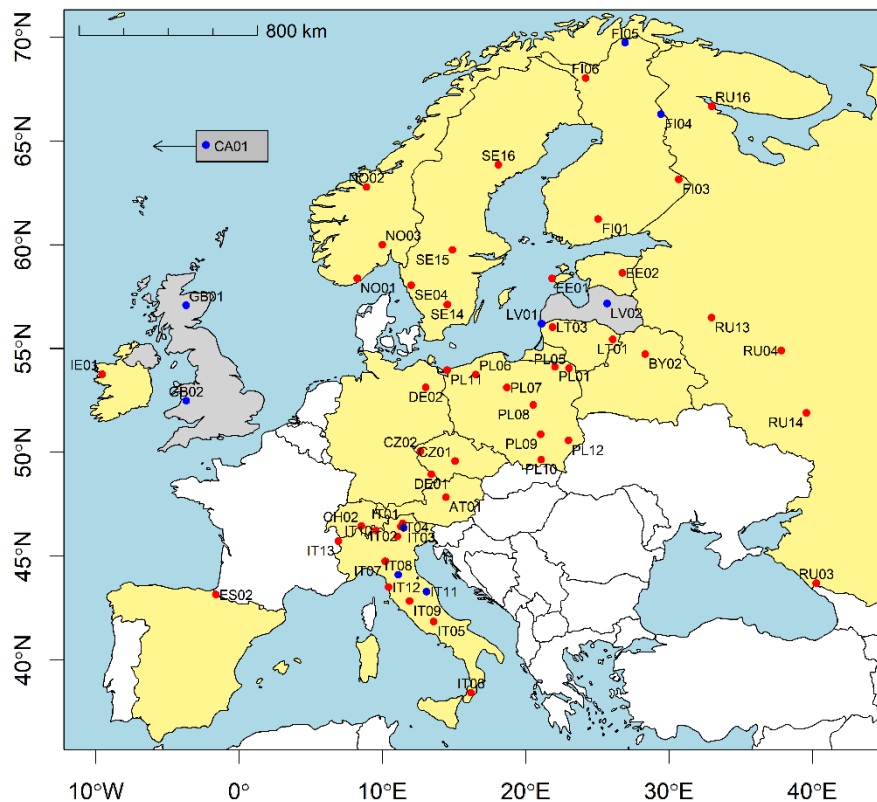 70°N
65°N
60°N
55°N
50°N
45°N
40°N
800 km
FI05
FI06
RU16
FI04
CA01
SE16
NO02
FI03
FI01
NO03
SE15
EE02
NO01
SE04
EE01
GB01
SE14
LV01
LV02
LT03
RU13
LT01
RU04
IE01
PL05
PL06
BY02
PL11
PL01
GB02
DE02
PL07
PL08
RU14
CZ02
CZ01
PL09
PL12
PL10
DE01
AT01
CH02
IT01
IT04
IT02
IT03
IT13
IT08
IT07
RU03
IT12
IT11
ES02
IT09
IT05
IT06
10°W
0°
10°E
20°E
30°E
40°E